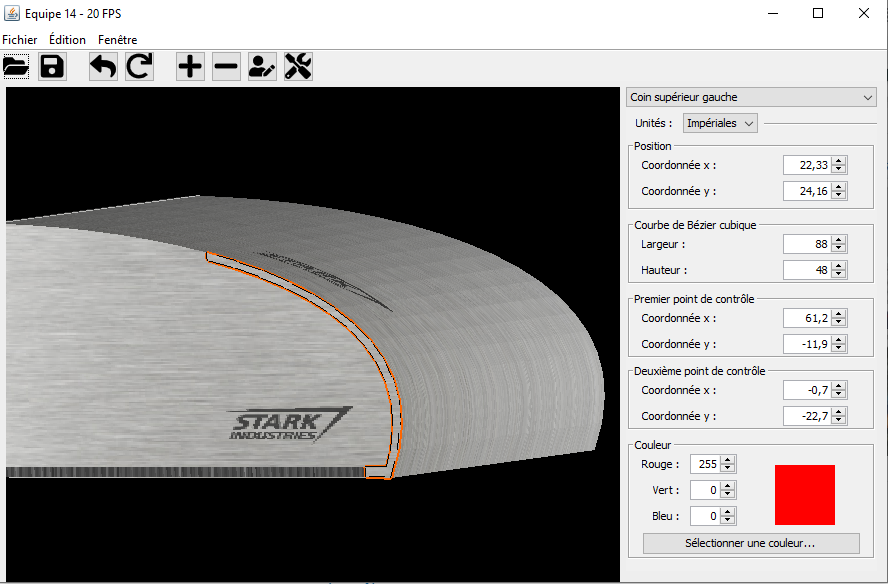 Equipe 14 - 20 FPS
Fichier Édition Fenêtre
Coin supérieur gauche
Unités : Impériales
Position
Coordonnée x : 22,33
Coordonnée y : 24,16
Courbe de Bézier cubique
Largeur : 88
Hauteur : 48
Premier point de contrôle
Coordonnée x : 61,2
Coordonnée y : -11,9
Deuxième point de contrôle
Coordonnée x : -0,7
Coordonnée y : -22,7
Couleur
Rouge : 255
Vert : 0
Bleu : 0
Sélectionner une couleur...
STARK
INDUSTRIES